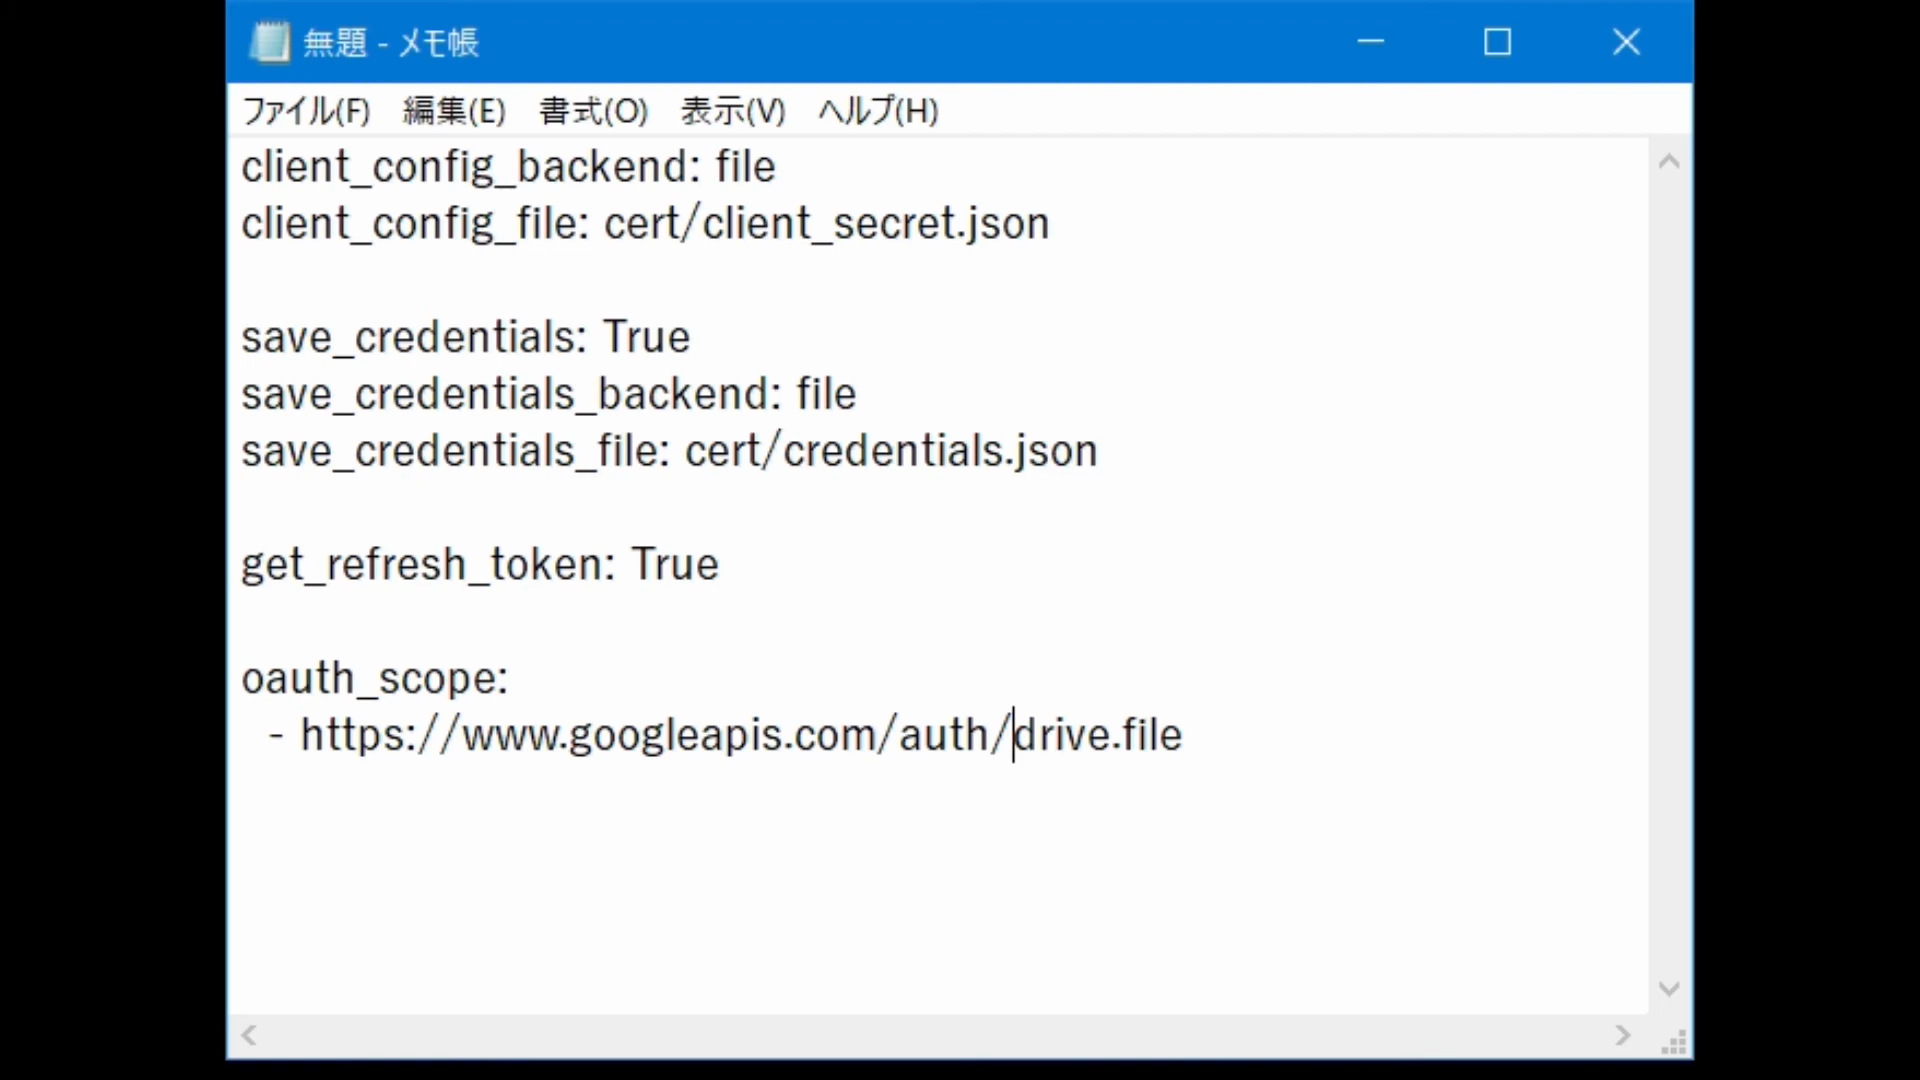 無題 - メモ帳
ファイル(F) 編集(E) 書式(O) 表示(V) ヘルプ(H)
client_config_backend: file
client_config_file: cert/client_secret.json
save_credentials: True
save_credentials_backend: file
save_credentials_file: cert/credentials.json
get_refresh_token: True
oauth_scope:
- https://www.googleapis.com/auth/drive.file